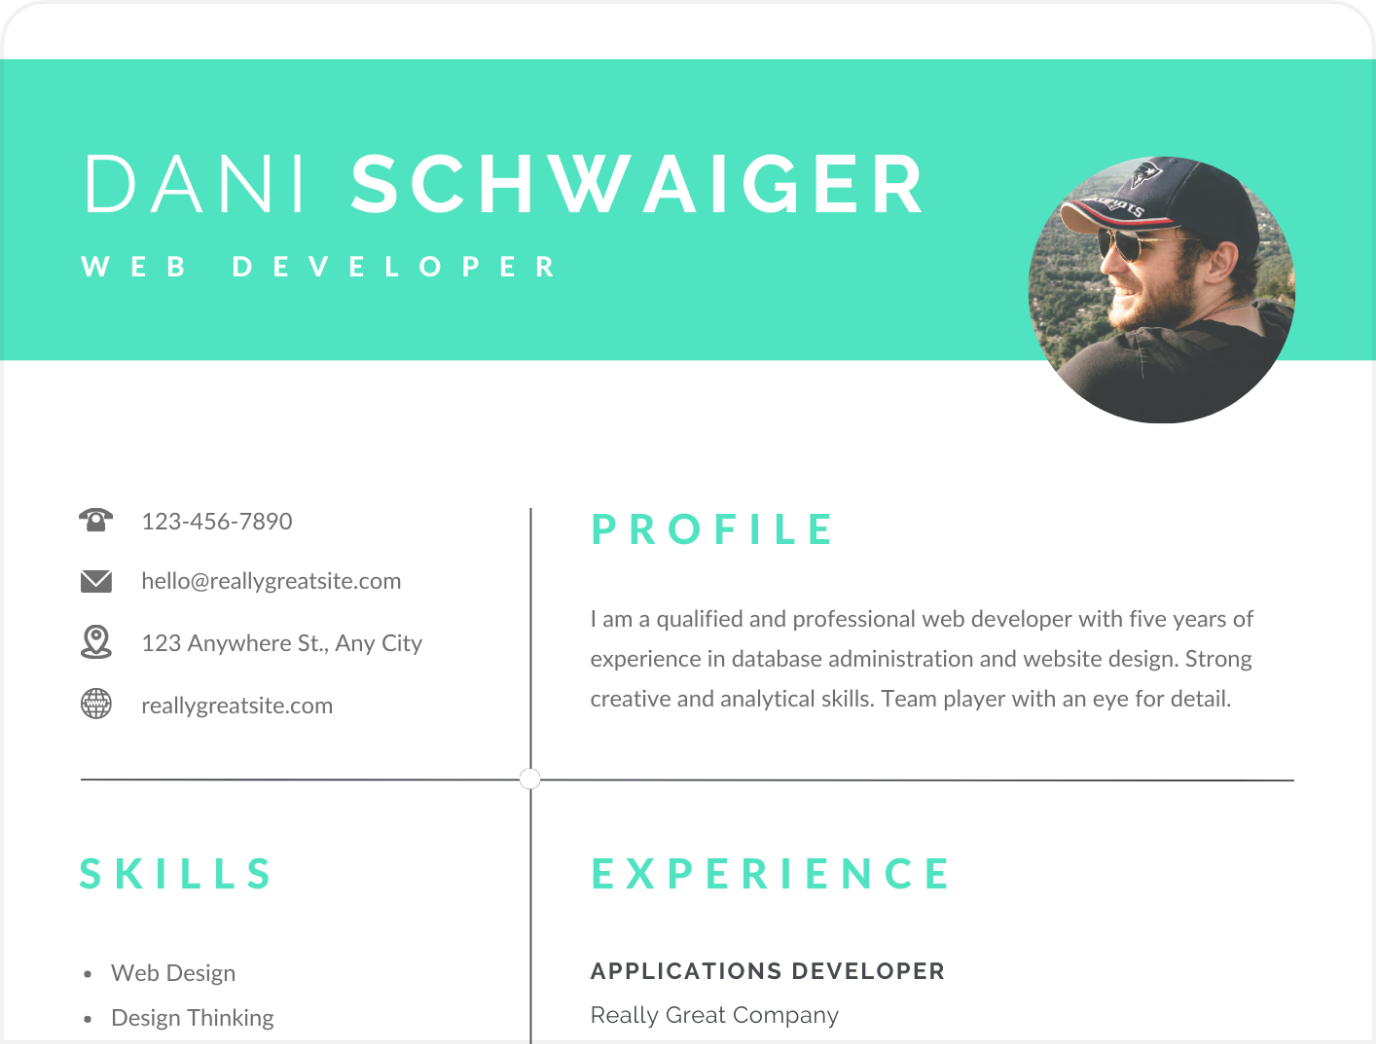 DANI SCHWAIGER
WEB DEVELOPER
123-456-7890
hello@reallygreatsite.com
123 Anywhere St., Any City
reallygreatsite.com
PROFILE
I am a qualified and professional web developer with five years of
experience in database administration and website design. Strong
creative and analytical skills. Team player with an eye for detail.
SKILLS
Web Design
Design Thinking
EXPERIENCE
APPLICATIONS DEVELOPER
Really Great Company